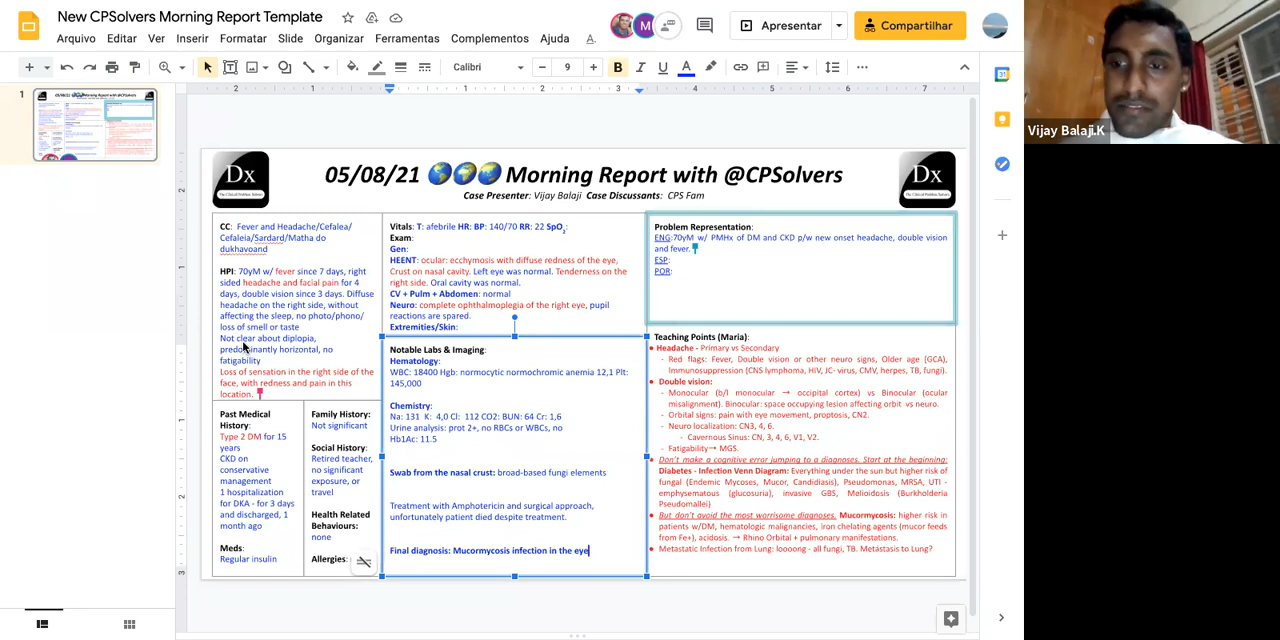 New CPSolvers Morning Report Template
Arquivo Editar Ver Inserir Formatar Slide Organizar Ferramentas Complementos Ajuda
Apresentar
Compartilhar
Calibri
9
B I U A
Vijay Balaji.K
1
2 1 1 2 3 4 5 6 7
Dx
05/08/21 Morning Report with @CPSolvers
Case Presenter: Vijay Balaji Case Discussants: CPS Fam
Dx
CC: Fever and Headache/Cefalea/
Cefaleia/Sardard/Matha do
dukhavoand
HPI: 70yM w/ fever since 7 days, right
sided headache and facial pain for 4
days, double vision since 3 days. Diffuse
headache on the right side, without
affecting the sleep, no photo/phono/
loss of smell or taste
Not clear about diplopia,
predominantly horizontal, no
fatigability
Loss of sensation in the right side of the
face, with redness and pain in this
location.
Past Medical
History:
Type 2 DM for 15
years
CKD on
conservative
management
1 hospitalization
for DKA - for 3 days
and discharged, 1
month ago
Meds:
Regular insulin
Family History:
Not significant
Social History:
Retired teacher,
no significant
exposure, or
travel
Health Related
Behaviours:
none
Allergies:
Vitals: T: afebrile HR: BP: 140/70 RR: 22 SpO2:
Exam:
Gen:
HEENT: ocular: ecchymosis with diffuse redness of the eye,
Crust on nasal cavity. Left eye was normal. Tenderness on the
right side. Oral cavity was normal.
CV + Pulm + Abdomen: normal
Neuro: complete ophthalmoplegia of the right eye, pupil
reactions are spared.
Extremities/Skin:
Notable Labs & Imaging:
Hematology:
WBC: 18400 Hgb: normocytic normochromic anemia 12,1 Plt:
145,000
Chemistry:
Na: 131 K: 4,0 Cl: 112 CO2: BUN: 64 Cr: 1,6
Urine analysis: prot 2+, no RBCs or WBCs, no
Hb1Ac: 11.5
Swab from the nasal crust: broad-based fungi elements
Treatment with Amphotericin and surgical approach,
unfortunately patient died despite treatment.
Final diagnosis: Mucormycosis infection in the eye
Problem Representation:
ENG:70yM w/ PMHx of DM and CKD p/w new onset headache, double vision
and fever.
ESP:
POR:
Teaching Points (Maria):
Headache - Primary vs Secondary
- Red flags: Fever, Double vision or other neuro signs, Older age (GCA),
Immunosuppression [CNS lymphoma, HIV, JC- virus, CMV, herpes, TB, fungi).
Double vision:
- Monocular (b/l monocular → occipital cortex) vs Binocular (ocular
misalignment). Binocular: space occupying lesion affecting orbit vs neuro.
- Orbital signs: pain with eye movement, proptosis, CN2.
- Neuro localization: CN3, 4, 6.
- Cavernous Sinus: CN, 3, 4, 6, V1, V2.
- Fatigability→ MGS.
Don't make a cognitive error jumping to a diagnoses. Start at the beginning:
Diabetes - Infection Venn Diagram: Everything under the sun but higher risk of
fungal (Endemic Mycoses, Mucor, Candidiasis), Pseudomonas, MRSA, UTI -
emphysematous (glucosuria), invasive GBS, Melioidosis (Burkholderia
Pseudomallei)
But don't avoid the most worrisome diagnoses. Mucormycosis: higher risk in
patients w/DM, hematologic malignancies, iron chelating agents (mucor feeds
from Fe+), acidosis. → Rhino Orbital + pulmonary manifestations.
Metastatic Infection from Lung: loooong - all fungi, TB. Metástasis to Lung?